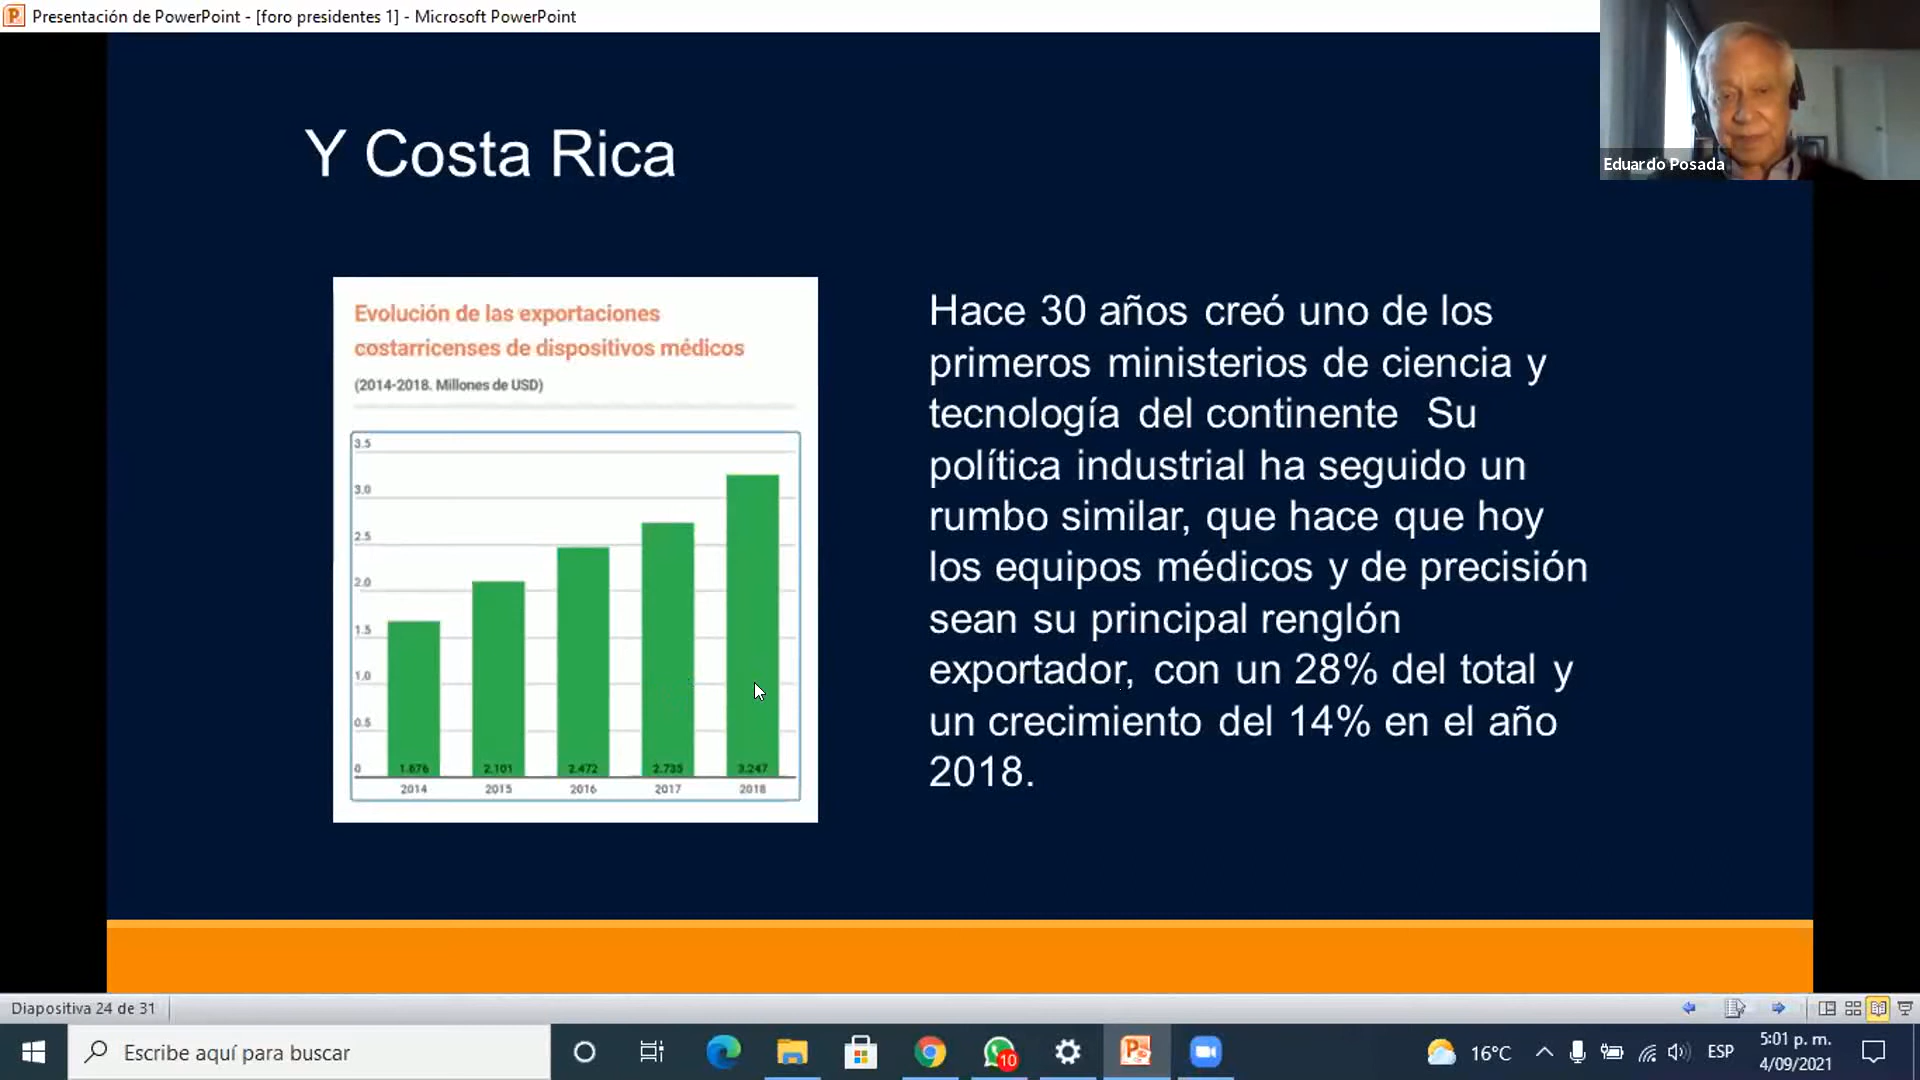 Presentación de PowerPoint - [foro presidentes 1] - Microsoft PowerPoint
Eduardo Posada
Y Costa Rica
Evolución de las exportaciones
costarricenses de dispositivos médicos
(2014-2018. Millones de USD)
3.5
3.0
2.5
2.0
1.5
1.0
0.5
0
1.676 2.101 2.472 2.735 3.247
2014 2015 2016 2017 2018
Hace 30 años creó uno de los
primeros ministerios de ciencia y
tecnología del continente Su
política industrial ha seguido un
rumbo similar, que hace que hoy
los equipos médicos y de precisión
sean su principal renglón
exportador, con un 28% del total y
un crecimiento del 14% en el año
2018.
Diapositiva 24 de 31
Escribe aquí para buscar
10
16°C
ESP
5:01 p. m.
4/09/2021